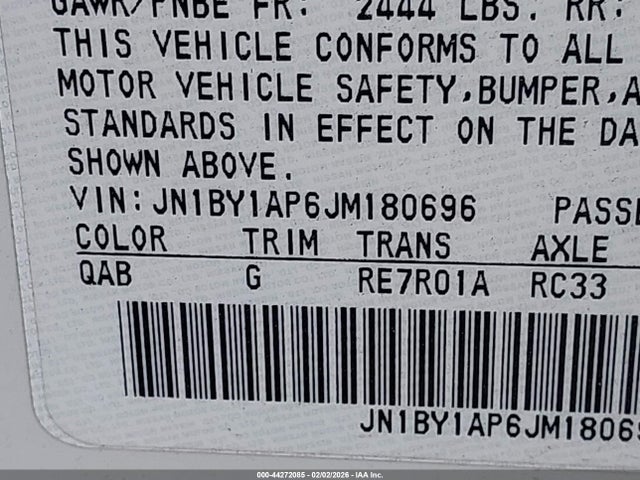 GAWR/PNBE FR: 2444 LBS. RR:
THIS VEHICLE CONFORMS TO ALL
MOTOR VEHICLE SAFETY,BUMPER,A
STANDARDS IN EFFECT ON THE DA
SHOWN ABOVE.
VIN:JN1BY1AP6JM180696 PASSE
COLOR TRIM TRANS AXLE
QAB G RE7R01A RC33
JN1BY1AP6JM18069
000-44272085 - 02/02/2026 - IAA Inc.